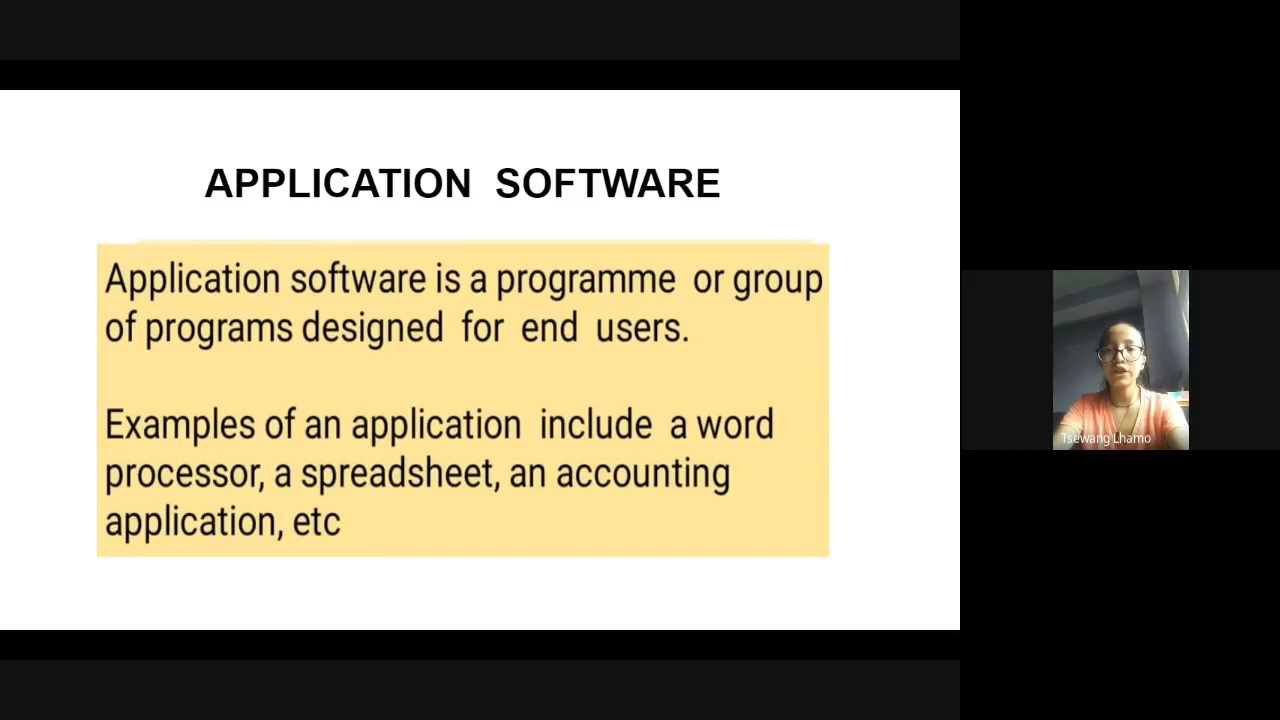 APPLICATION SOFTWARE
Application software is a programme or group
of programs designed for end users.
Examples of an application include a word
processor, a spreadsheet, an accounting
application, etc
Tsewang Lhamo